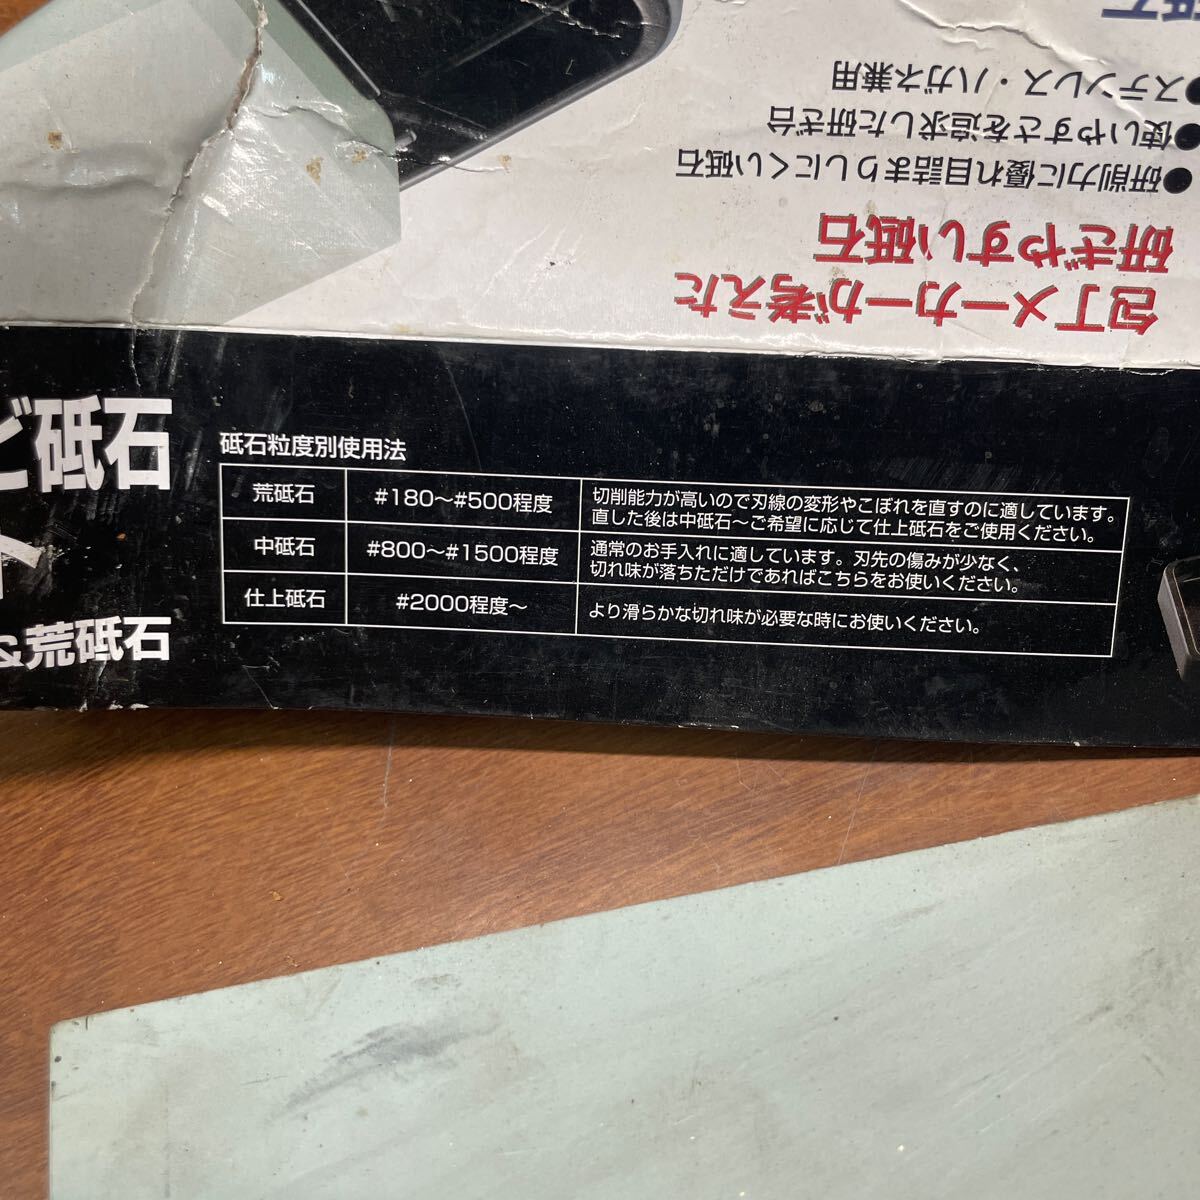 包丁メーカーが考えた
研ぎやすい砥石
●研削力に優れ目詰まりしにくい砥石
●使いやすさを追求した研ぎ台
●ステンレス・ハガネ兼用
砥石
ど砥石
&荒砥石
砥石粒度別使用法
荒砥石 #180～#500程度 切削能力が高いので刃線の変形やこぼれを直すのに適しています。
直した後は中砥石～ご希望に応じて仕上砥石をご使用ください。
中砥石 #800～#1500程度 通常のお手入れに適しています。刃先の傷みが少なく、
切れ味が落ちただけであればこちらをお使いください。
仕上砥石 #2000程度～ より滑らかな切れ味が必要な時にお使いください。